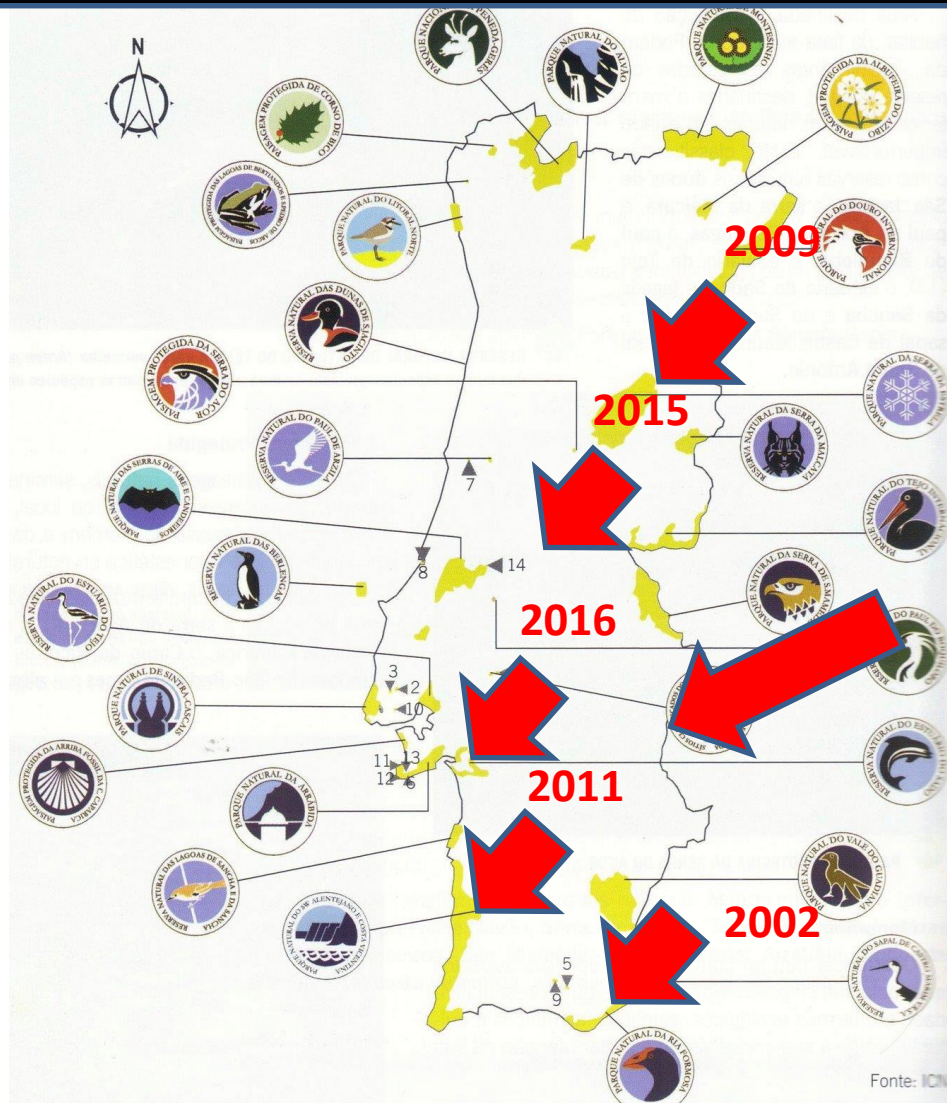 N
PARQUE NACIONAL DA PENEDA-GERÊS
PARQUE NATURAL DO ALVÃO
PARQUE NATURAL DE MONTESINHO
PAISAGEM PROTEGIDA DA ALBUFEIRA DO AZIBO
PAISAGEM PROTEGIDA DE CORNO DE BICO
PAISAGEM PROTEGIDA DAS LAGOAS DE BERTIANDOS E S.PEDRO DE ARCOS
PARQUE NATURAL DO LITORAL NORTE
2009
PARQUE NATURAL DO DOURO INTERNACIONAL
RESERVA NATURAL DAS DUNAS DE S.JACINTO
PAISAGEM PROTEGIDA DA SERRA DO AÇOR
2015
PARQUE NATURAL DA SERRA
RESERVA NATURAL DA SERRA DA MALCATA
RESERVA NATURAL DO PAUL DE ARZILA
7
PARQUE NATURAL DAS SERRAS DE AIRE E CANDEEIROS
PARQUE NATURAL DO TEJO
8
14
RESERVA NATURAL DAS BERLENGAS
PARQUE NATURAL DA SERRA DE S.MAMEDE
RESERVA NATURAL DO ESTUÁRIO DO TEJO
2016
DO PAUL DO
PARQUE NATURAL DE SINTRA-CASCAIS
3
2
10
RESERVA NATURAL DO
PAISAGEM PROTEGIDA DA ARRIBA FÓSSIL DA C. CAPARICA
11
13
12
6
2011
PARQUE NATURAL DA ARRÁBIDA
RESERVA NATURAL DAS LAGOAS DE SANCHA E DA SANCHA
PARQUE NATURAL DO VALE DO GUADIANA
PARQUE NATURAL DO SW ALENTEJANO E COSTA VICENTINA
2002
5
9
RESERVA NATURAL DO SAPAL DE CASTRO MARIM V.R.S.A.
PARQUE NATURAL DA RIA FORMOSA
Fonte: ICN